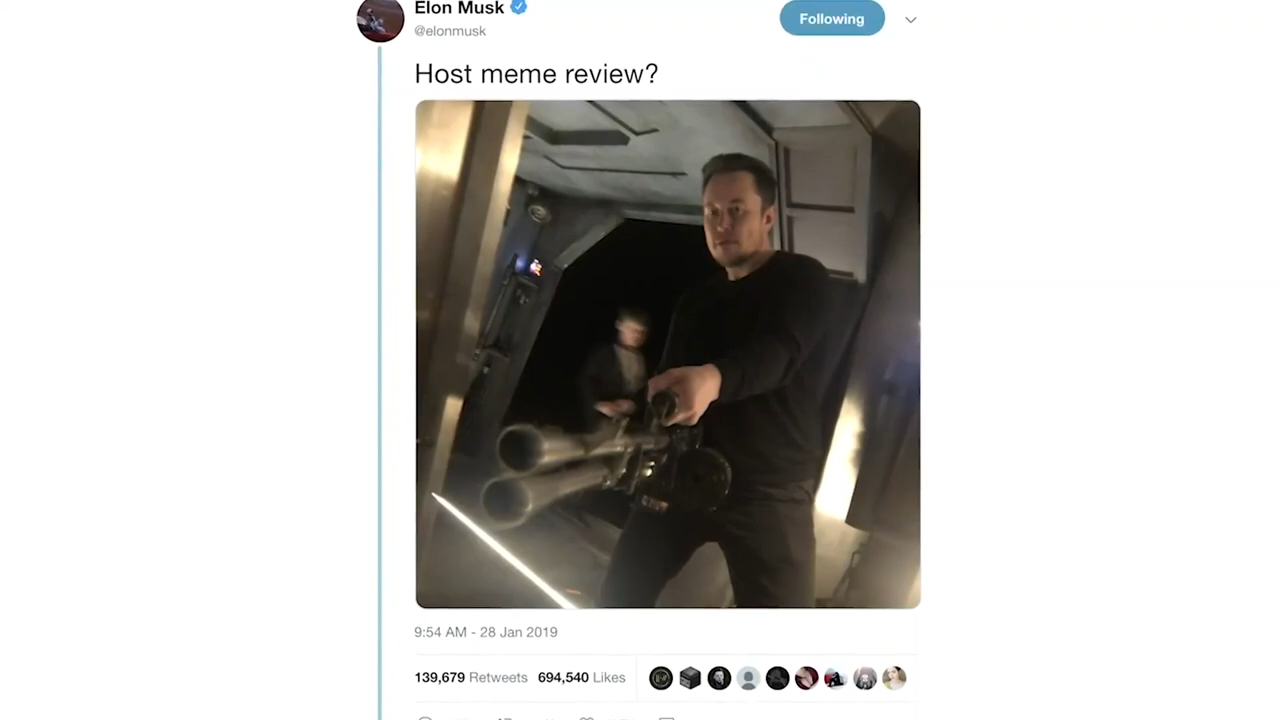 Elon Musk
Following
@elonmusk
Host meme review?
9:54 AM - 28 Jan 2019
139,679 Retweets 694,540 Likes